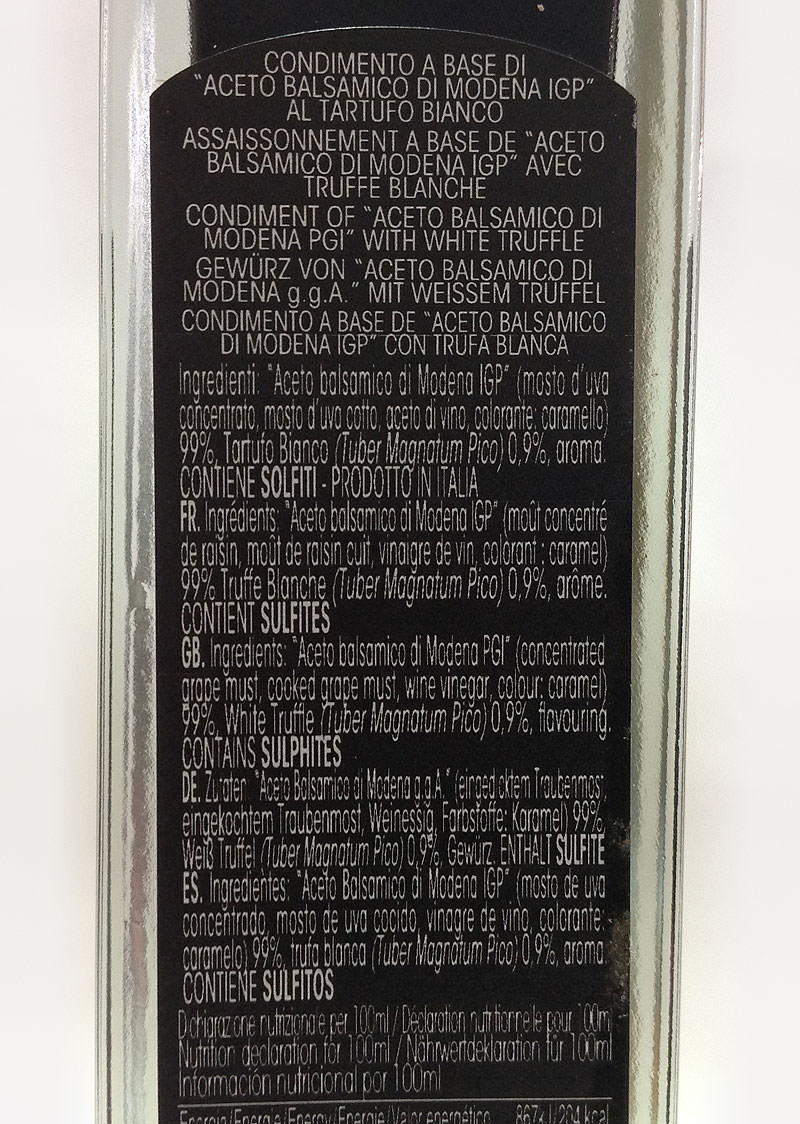 CONDIMENTO A BASE DI
"ACETO BALSAMICO DI MODENA IGP"
AL TARTUFO BIANCO
ASSAISSONNEMENT A BASE DE "ACETO
BALSAMICO DI MODENA IGP" AVEC
TRUFFE BLANCHE
CONDIMENT OF "ACETO BALSAMICO DI
MODENA PGI" WITH WHITE TRUFFLE
GEWÜRZ VON "ACETO BALSAMICO DI
MODENA g.g.A." MIT WEISSEM TRÜFFEL
CONDIMENTO A BASE DE "ACETO BALSAMICO
DI MODENA IGP" CON TRUFA BLANCA
Ingredienti: "Aceto balsamico di Modena IGP" (mosto d'uva
concentrato, mosto d'uva cotto, aceto di vino, colorante: caramello)
99%, Tartufo Bianco (Tuber Magnatum Pico) 0,9%, aroma.
CONTIENE SOLFITI - PRODOTTO IN ITALIA
FR. Ingrédients: "Aceto balsamico di Modena IGP" (moût concentré
de raisin, moût de raisin cuit, vinaigre de vin, colorant : caramel)
99% Truffe Blanche (Tuber Magnatum Pico) 0,9%, arôme.
CONTIENT SULFITES
GB. Ingredients: "Aceto balsamico di Modena PGI" (concentrated
grape must, cooked grape must, wine vinegar, colour: caramel)
99%, White Truffle (Tuber Magnatum Pico) 0,9%, flavouring.
CONTAINS SULPHITES
DE. Zutaten: "Aceto Balsamico di Modena g.g.A." (eingedicktem Traubenmost,
eingekochtem Traubenmost, Weinessig, Farbstoffe: Karamel) 99%,
Weiß Truffel (Tuber Magnatum Pico) 0,9%, Gewürz. ENTHALT SULFITE
ES. Ingredientes: "Aceto Balsamico di Modena IGP" (mosto de uva
concentrado, mosto de uva cocido, vinagre de vino, colorante:
caramelo) 99%, trufa blanca (Tuber Magnatum Pico) 0,9%, aroma.
CONTIENE SULFITOS
Dichiarazione nutrizionale per 100ml / Déclaration nutritionnelle pour 100m
Nutrition declaration for 100ml / Nährwertdeklaration für 100ml
Información nutricional por 100ml
Energia/Energie/Energy/Energie/Valor energético 867kJ/204 kcal